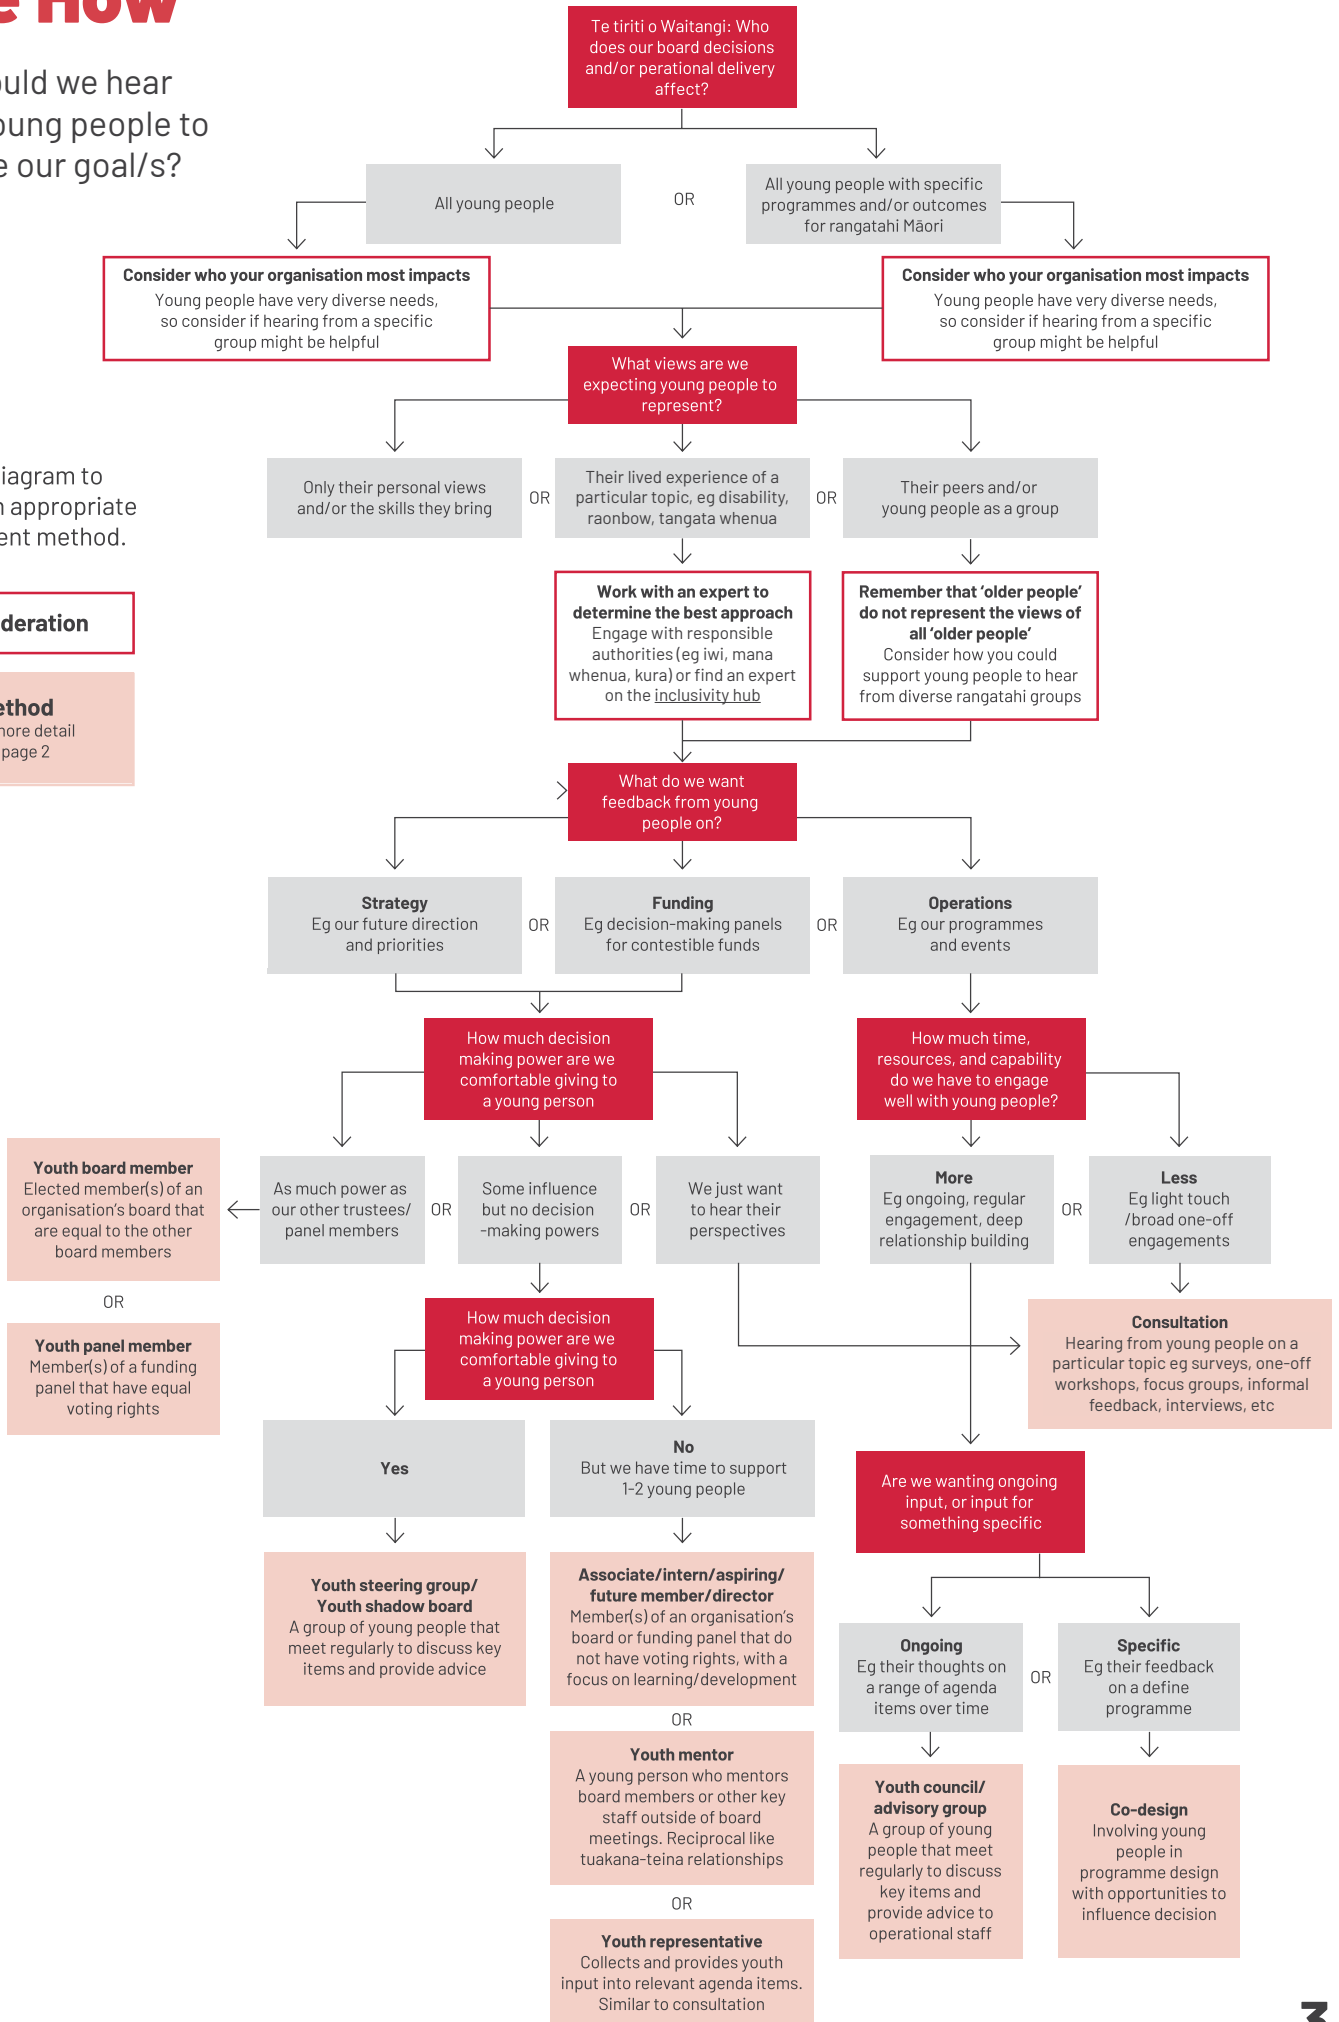 e How
ould we hear
oung people to
e our goal/s?
iagram to
n appropriate
ent method.
deration
ethod
more detail
page 2
Te tiriti o Waitangi: Who
does our board decisions
and/or perational delivery
affect?
All young people
OR
All young people with specific
programmes and/or outcomes
for rangatahi Māori
Consider who your organisation most impacts
Young people have very diverse needs,
so consider if hearing from a specific
group might be helpful
Consider who your organisation most impacts
Young people have very diverse needs,
so consider if hearing from a specific
group might be helpful
What views are we
expecting young people to
represent?
Only their personal views
and/or the skills they bring
OR
Their lived experience of a
particular topic, eg disability,
raonbow, tangata whenua
OR
Their peers and/or
young people as a group
Work with an expert to
determine the best approach
Engage with responsible
authorities (eg iwi, mana
whenua, kura) or find an expert
on the inclusivity hub
Remember that ‘older people’
do not represent the views of
all ‘older people’
Consider how you could
support young people to hear
from diverse rangatahi groups
What do we want
feedback from young
people on?
Strategy
Eg our future direction
and priorities
OR
Funding
Eg decision-making panels
for contestible funds
OR
Operations
Eg our programmes
and events
How much decision
making power are we
comfortable giving to
a young person
How much time,
resources, and capability
do we have to engage
well with young people?
Youth board member
Elected member(s) of an
organisation’s board that
are equal to the other
board members
OR
Youth panel member
Member(s) of a funding
panel that have equal
voting rights
As much power as
our other trustees/
panel members
OR
Some influence
but no decision
-making powers
OR
We just want
to hear their
perspectives
More
Eg ongoing, regular
engagement, deep
relationship building
OR
Less
Eg light touch
/broad one-off
engagements
Consultation
Hearing from young people on a
particular topic eg surveys, one-off
workshops, focus groups, informal
feedback, interviews, etc
How much decision
making power are we
comfortable giving to
a young person
Yes
No
But we have time to support
1-2 young people
Are we wanting ongoing
input, or input for
something specific
Youth steering group/
Youth shadow board
A group of young people that
meet regularly to discuss key
items and provide advice
Associate/intern/aspiring/
future member/director
Member(s) of an organisation’s
board or funding panel that do
not have voting rights, with a
focus on learning/development
OR
Youth mentor
A young person who mentors
board members or other key
staff outside of board
meetings. Reciprocal like
tuakana-teina relationships
OR
Youth representative
Collects and provides youth
input into relevant agenda items.
Similar to consultation
Ongoing
Eg their thoughts on
a range of agenda
items over time
OR
Specific
Eg their feedback
on a define
programme
Youth council/
advisory group
A group of young
people that meet
regularly to discuss
key items and
provide advice to
operational staff
Co-design
Involving young
people in
programme design
with opportunities to
influence decision
3